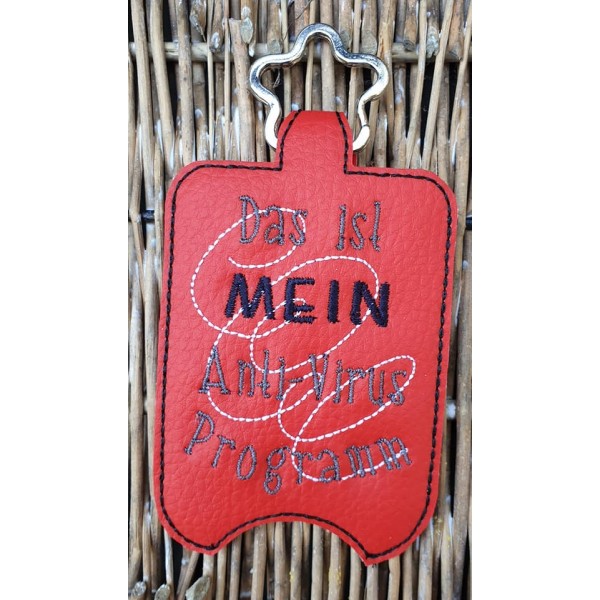 Das ist
MEIN
Anti-Virus
Programm